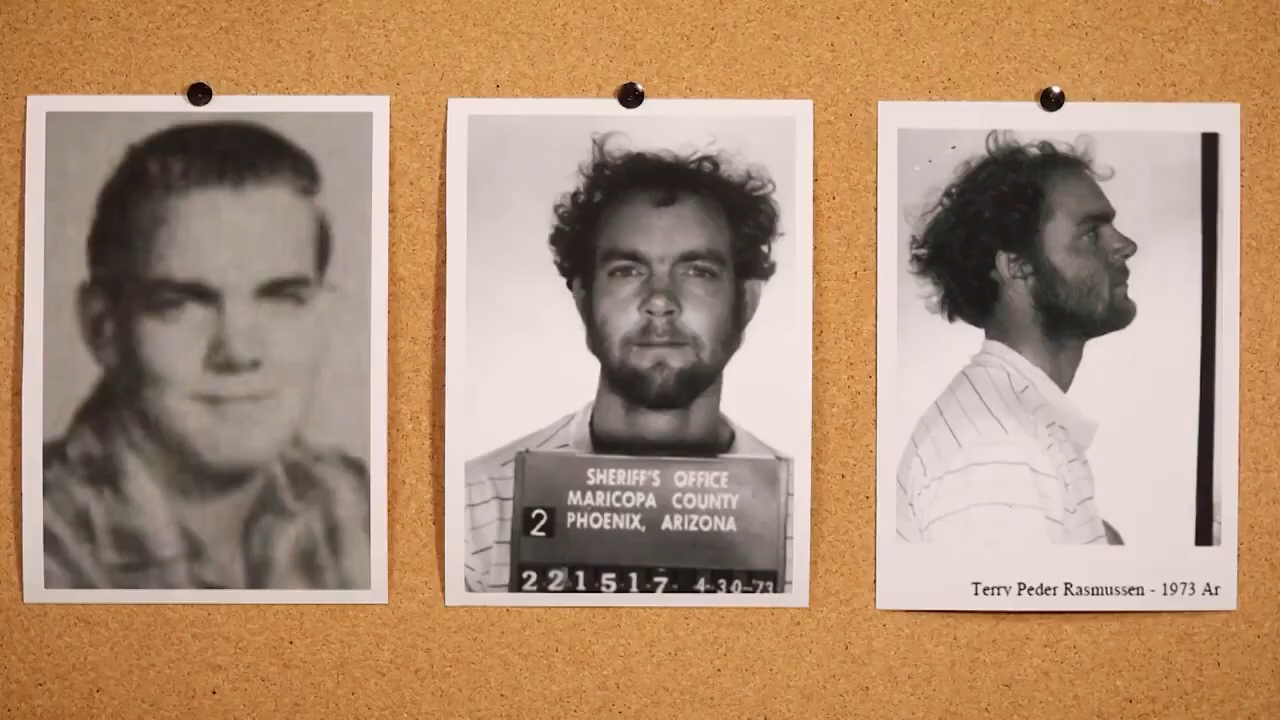 SHERIFF'S OFFICE
MARICOPA COUNTY
PHOENIX, ARIZONA
2
221517 4-30-73
Terry Peder Rasmussen - 1973 Ar